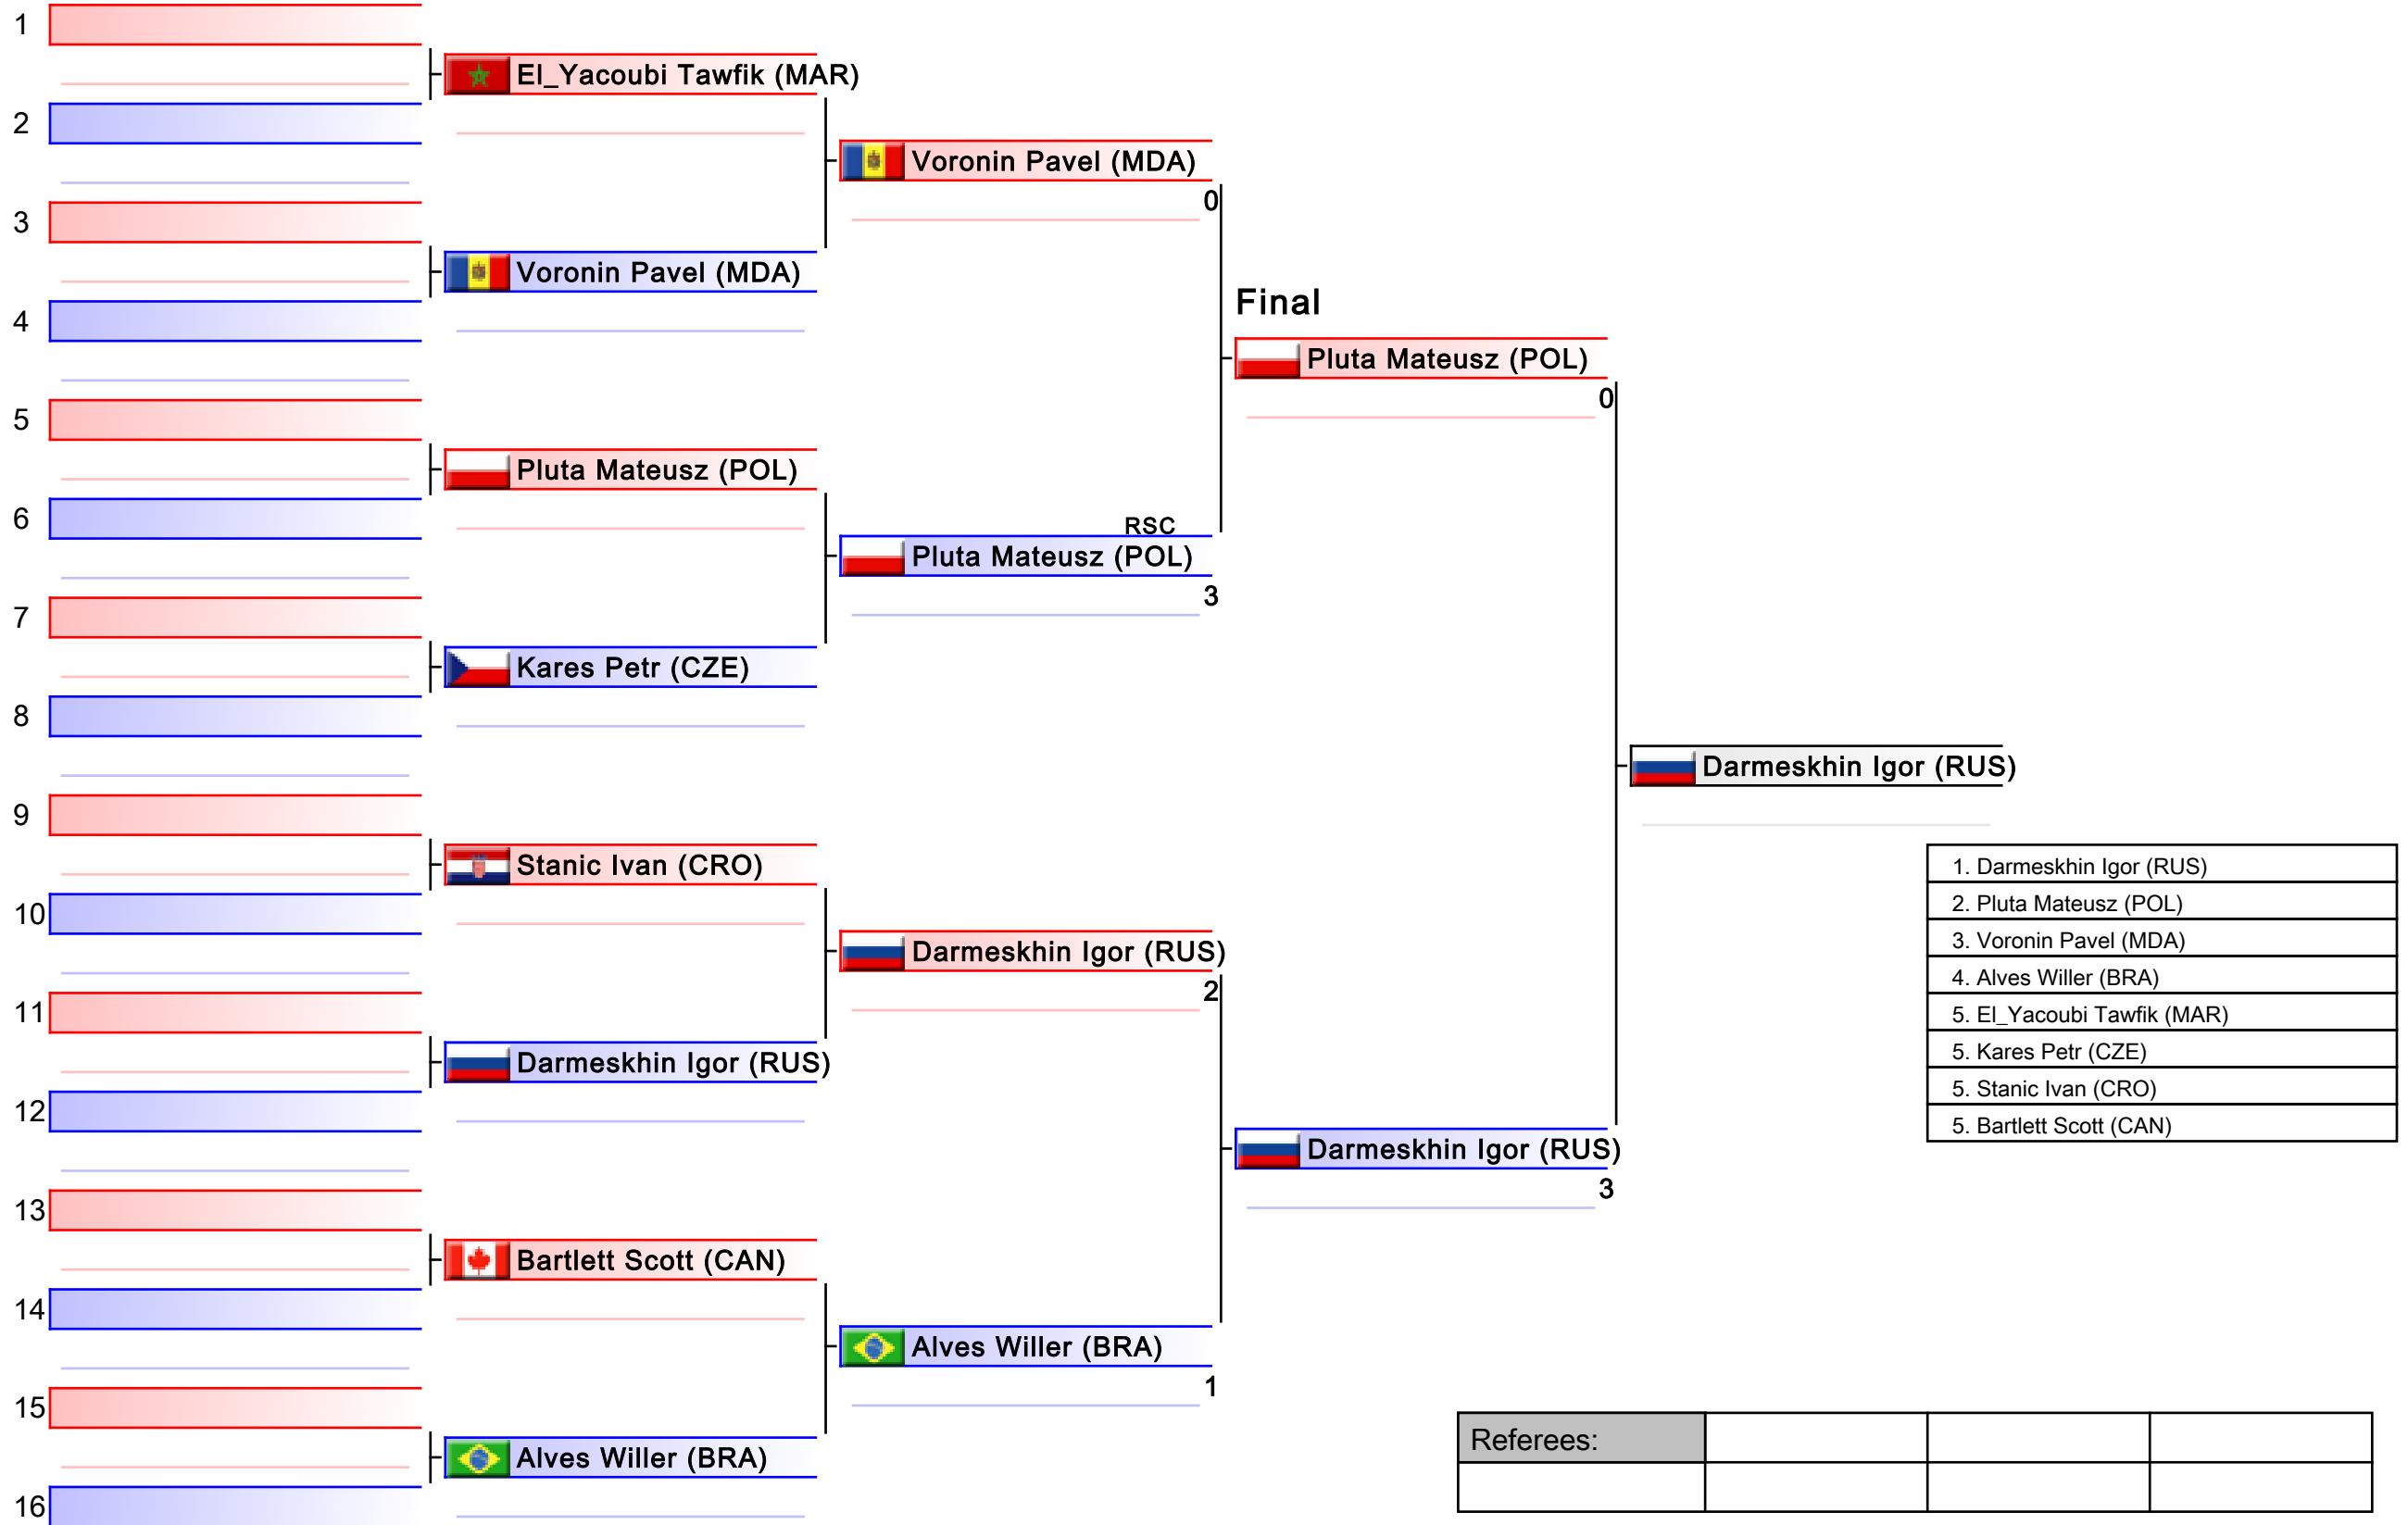 1
El_Yacoubi Tawfik (MAR)
2
Voronin Pavel (MDA)
0
3
Voronin Pavel (MDA)
Final
4
Pluta Mateusz (POL)
0
5
Pluta Mateusz (POL)
6
RSC
Pluta Mateusz (POL)
3
7
Kares Petr (CZE)
8
Darmeskhin Igor (RUS)
9
Stanic Ivan (CRO)
1. Darmeskhin Igor (RUS)
2. Pluta Mateusz (POL)
3. Voronin Pavel (MDA)
4. Alves Willer (BRA)
5. El_Yacoubi Tawfik (MAR)
5. Kares Petr (CZE)
5. Stanic Ivan (CRO)
5. Bartlett Scott (CAN)
10
Darmeskhin Igor (RUS)
2
11
Darmeskhin Igor (RUS)
12
Darmeskhin Igor (RUS)
3
13
Bartlett Scott (CAN)
14
Alves Willer (BRA)
1
15
Alves Willer (BRA)
16
Referees: